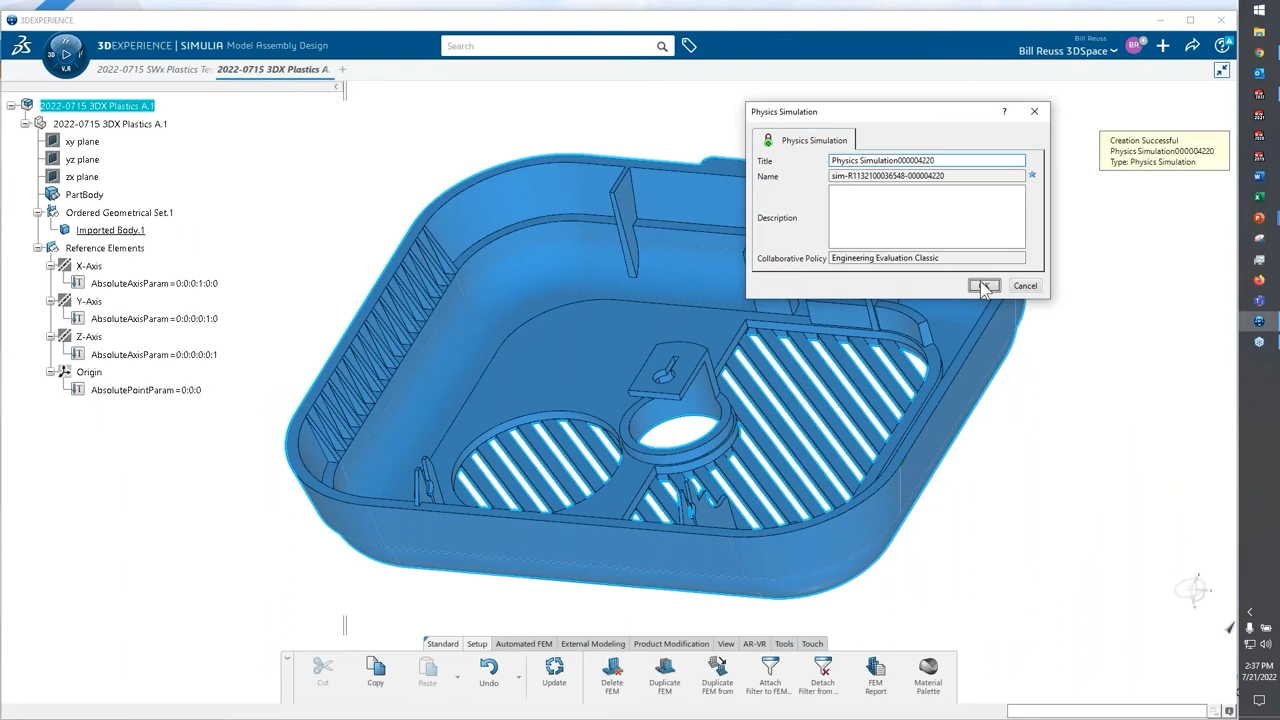 3DEXPERIENCE
3DEXPERIENCE | SIMULIA Model Assembly Design
Search
Bill Reuss
Bill Reuss 3DSpace
BR
3D
V.R
2022-0715 SWx Plastics Te
2022-0715 3DX Plastics A.
2022-0715 3DX Plastics A.1
2022-0715 3DX Plastics A.1
xy plane
yz plane
zx plane
PartBody
Ordered Geometrical Set.1
Imported Body.1
Reference Elements
X-Axis
AbsoluteAxisParam=0:0:0:1:0:0
Y-Axis
AbsoluteAxisParam=0:0:0:0:1:0
Z-Axis
AbsoluteAxisParam=0:0:0:0:0:1
Origin
AbsolutePointParam=0:0:0
Physics Simulation
?
Physics Simulation
Title
Physics Simulation000004220
Name
sim-R1132100036548-000004220
Description
Collaborative Policy
Engineering Evaluation Classic
Cancel
Creation Successful
Physics Simulation000004220
Type: Physics Simulation
Standard
Setup
Automated FEM
External Modeling
Product Modification
View
AR-VR
Tools
Touch
Cut
Copy
Paste
Undo
Update
Delete
FEM
Duplicate
FEM
Duplicate
FEM from
Attach
Filter to FEM...
Detach
Filter from ...
FEM
Report
Material
Palette
2:37 PM
7/21/2022